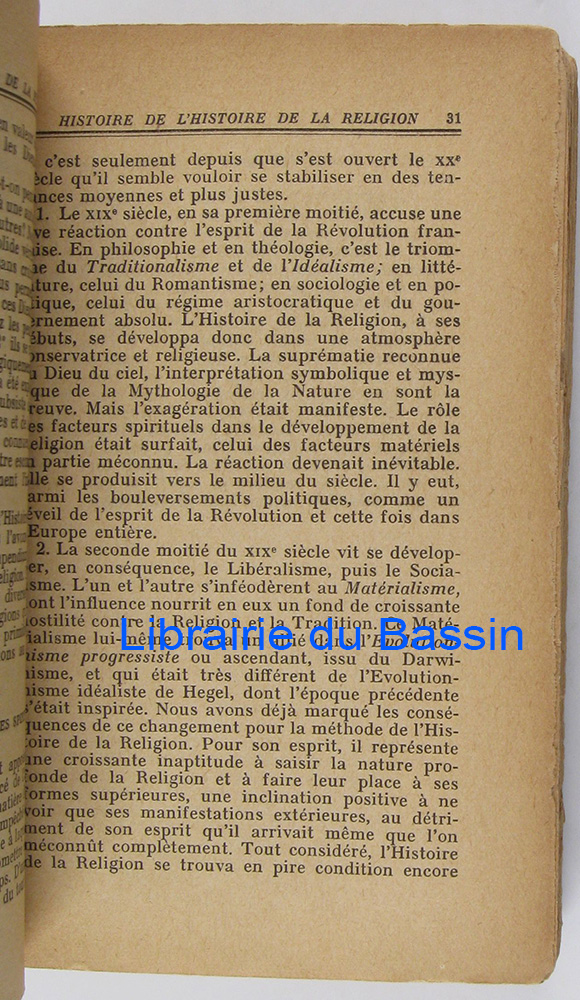 HISTOIRE DE L'HISTOIRE DE LA RELIGION 31
c'est seulement depuis que s'est ouvert le XXe
ècle qu'il semble vouloir se stabiliser en des ten-
nces moyennes et plus justes.
1. Le XIXe siècle, en sa première moitié, accuse une
ve réaction contre l'esprit de la Révolution fran-
ise. En philosophie et en théologie, c'est le triom-
e du Traditionalisme et de l'Idéalisme; en litté-
ture, celui du Romantisme; en sociologie et en po-
ique, celui du régime aristocratique et du gou-
rnement absolu. L'Histoire de la Religion, à ses
ébuts, se développa donc dans une atmosphère
nservatrice et religieuse. La suprématie reconnue
Dieu du ciel, l'interprétation symbolique et mys-
que de la Mythologie de la Nature en sont la
reuve. Mais l'exagération était manifeste. Le rôle
es facteurs spirituels dans le développement de la
eligion était surfait, celui des facteurs matériels
partie méconnu. La réaction devenait inévitable.
lle se produisit vers le milieu du siècle. Il y eut,
armi les bouleversements politiques, comme un
éveil de l'esprit de la Révolution et cette fois dans
Europe entière.
2. La seconde moitié du XIXe siècle vit se dévelop-
er, en conséquence, le Libéralisme, puis le Socia-
sme. L'un et l'autre s'inféodèrent au Matérialisme,
ont l'influence nourrit en eux un fond de croissante
ostilité contre la Religion et la Tradition. Le Maté-
ialisme lui-même trouva un allié dans l'Evolution-
Librairie du Bassin
isme progressiste ou ascendant, issu du Darwi-
nisme, et qui était très différent de l'Evolution-
nisme idéaliste de Hegel, dont l'époque précédente
s'était inspirée. Nous avons déjà marqué les consé-
quences de ce changement pour la méthode de l'His-
toire de la Religion. Pour son esprit, il représente
une croissante inaptitude à saisir la nature pro-
fonde de la Religion et à faire leur place à ses
formes supérieures, une inclination positive à ne
voir que ses manifestations extérieures, au détri-
ment de son esprit qu'il arrivait même que l'on
méconnût complètement. Tout considéré, l'Histoire
de la Religion se trouva en pire condition encore